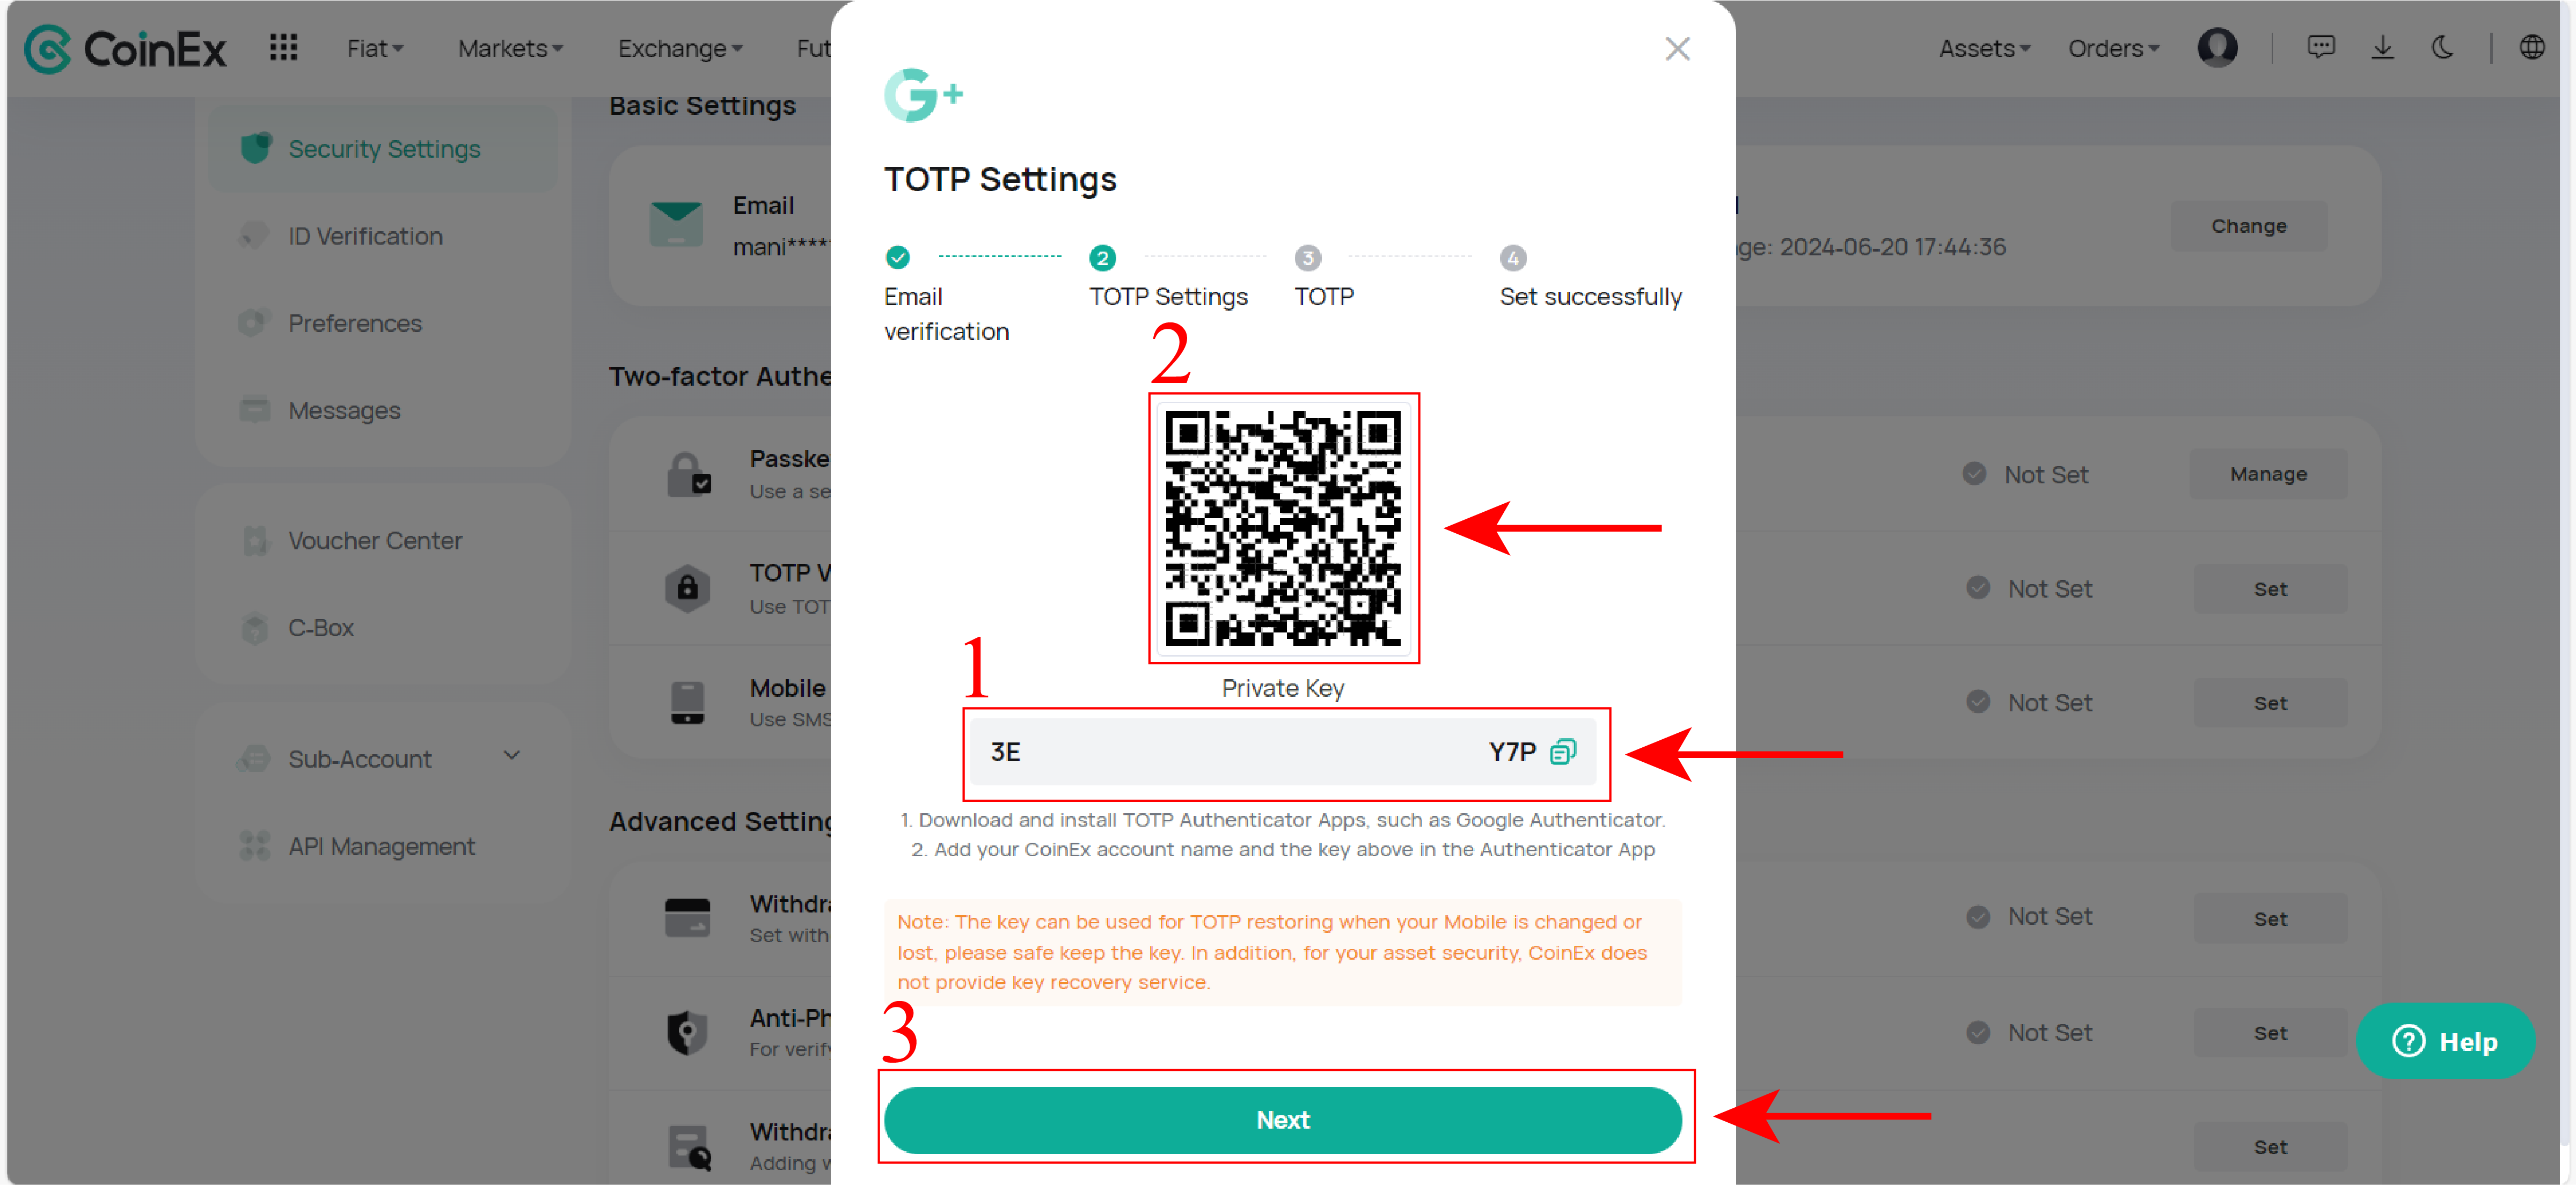 CoinEx
Fiat
Markets
Exchange
Fut
Assets
Orders
Security Settings
ID Verification
Preferences
Messages
Voucher Center
C-Box
Sub-Account
API Management
Basic Settings
Email
mani*****
ge: 2024-06-20 17:44:36
Change
Two-factor Authe
Passke
Use a se
Not Set
Manage
TOTP V
Use TOT
Not Set
Set
Mobile
Use SMS
Not Set
Set
Advanced Setting
Withdra
Set with
Not Set
Set
Anti-Ph
For verify
Not Set
Set
Withdra
Adding w
Set
G+
TOTP Settings
2
3
4
Email
verification
TOTP Settings
TOTP
Set successfully
2
1
Private Key
3E
Y7P
1. Download and install TOTP Authenticator Apps, such as Google Authenticator.
2. Add your CoinEx account name and the key above in the Authenticator App
Note: The key can be used for TOTP restoring when your Mobile is changed or
lost, please safe keep the key. In addition, for your asset security, CoinEx does
not provide key recovery service.
3
Next
? Help